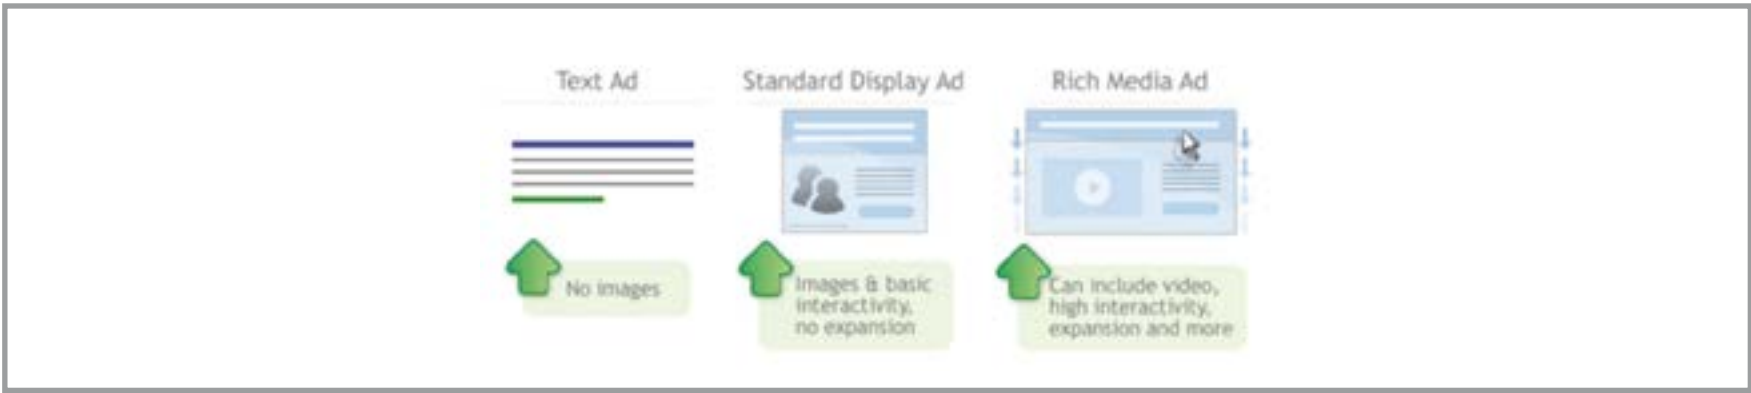 Text Ad
Standard Display Ad
Rich Media Ad
No images
Images & basic
interactivity,
no expansion
Can include video,
high interactivity,
expansion and more